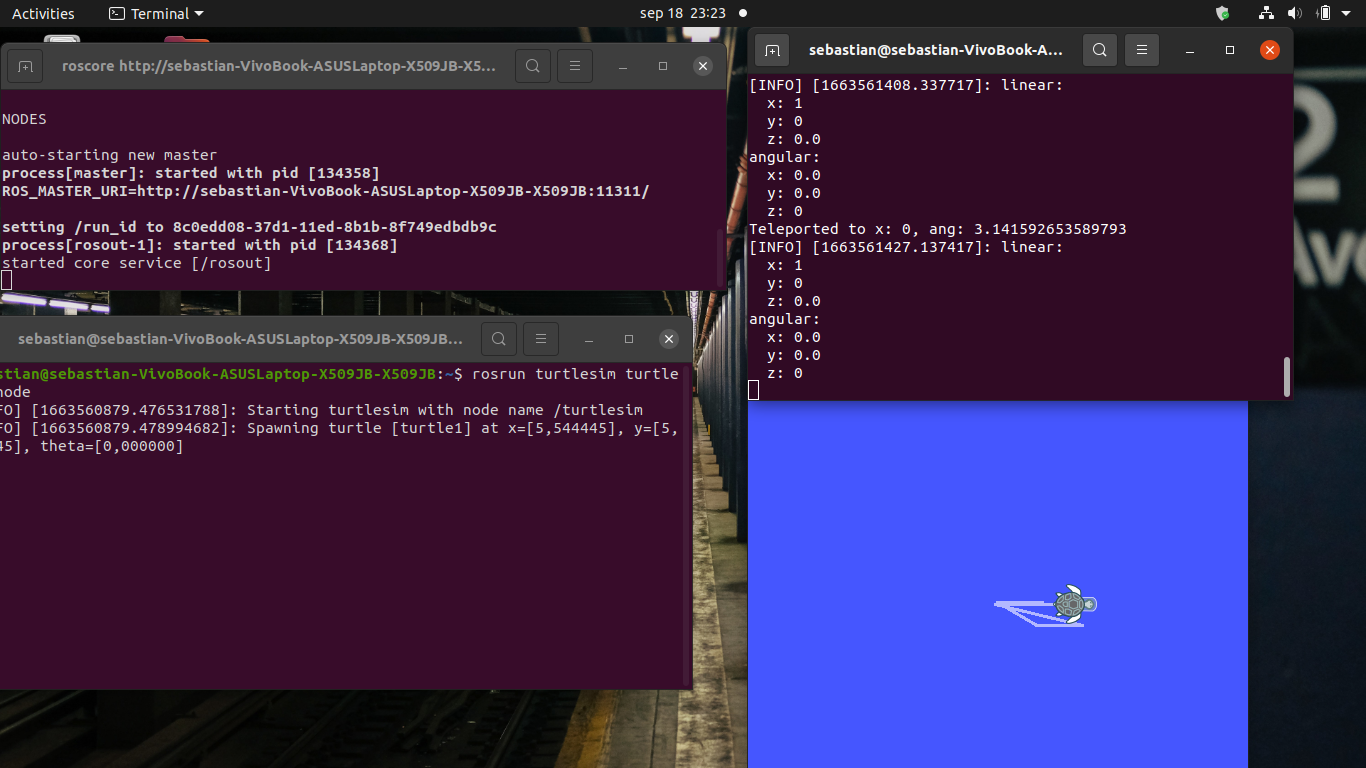 Activities
Terminal
sep 18 23:23
roscore http://sebastian-VivoBook-ASUSLaptop-X509JB-X5...
NODES
auto-starting new master
process[master]: started with pid [134358]
ROS_MASTER_URI=http://sebastian-VivoBook-ASUSLaptop-X509JB-X509JB:11311/
setting /run_id to 8c0edd08-37d1-11ed-8b1b-8f749edbdb9c
process[rosout-1]: started with pid [134368]
started core service [/rosout]
sebastian@sebastian-VivoBook-ASUSLaptop-X509JB-X509JB...
stian@sebastian-VivoBook-ASUSLaptop-X509JB-X509JB:~$ rosrun turtlesim turtle
node
FO] [1663560879.476531788]: Starting turtlesim with node name /turtlesim
FO] [1663560879.478994682]: Spawning turtle [turtle1] at x=[5,544445], y=[5,
45], theta=[0,000000]
sebastian@sebastian-VivoBook-A...
[INFO] [1663561408.337717]: linear:
x: 1
y: 0
z: 0.0
angular:
x: 0.0
y: 0.0
z: 0
Teleported to x: 0, ang: 3.141592653589793
[INFO] [1663561427.137417]: linear:
x: 1
y: 0
z: 0.0
angular:
x: 0.0
y: 0.0
z: 0
2
Av